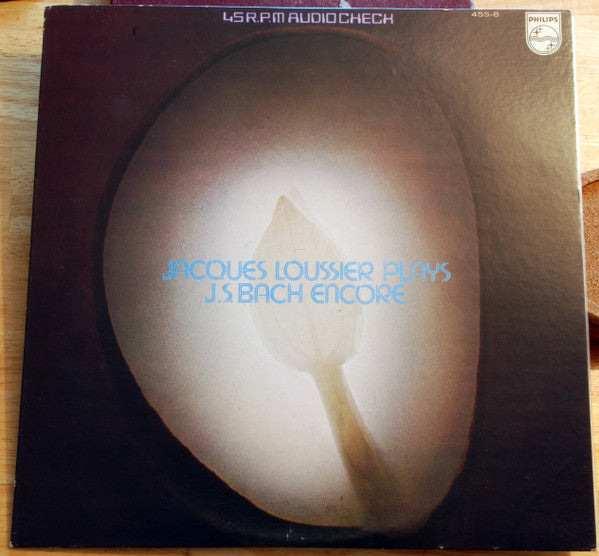 45 R.P.M AUDIO CHECK
45S-8
PHILIPS
JACQUES LOUSSIER PLAYS
J.S. BACH ENCORE